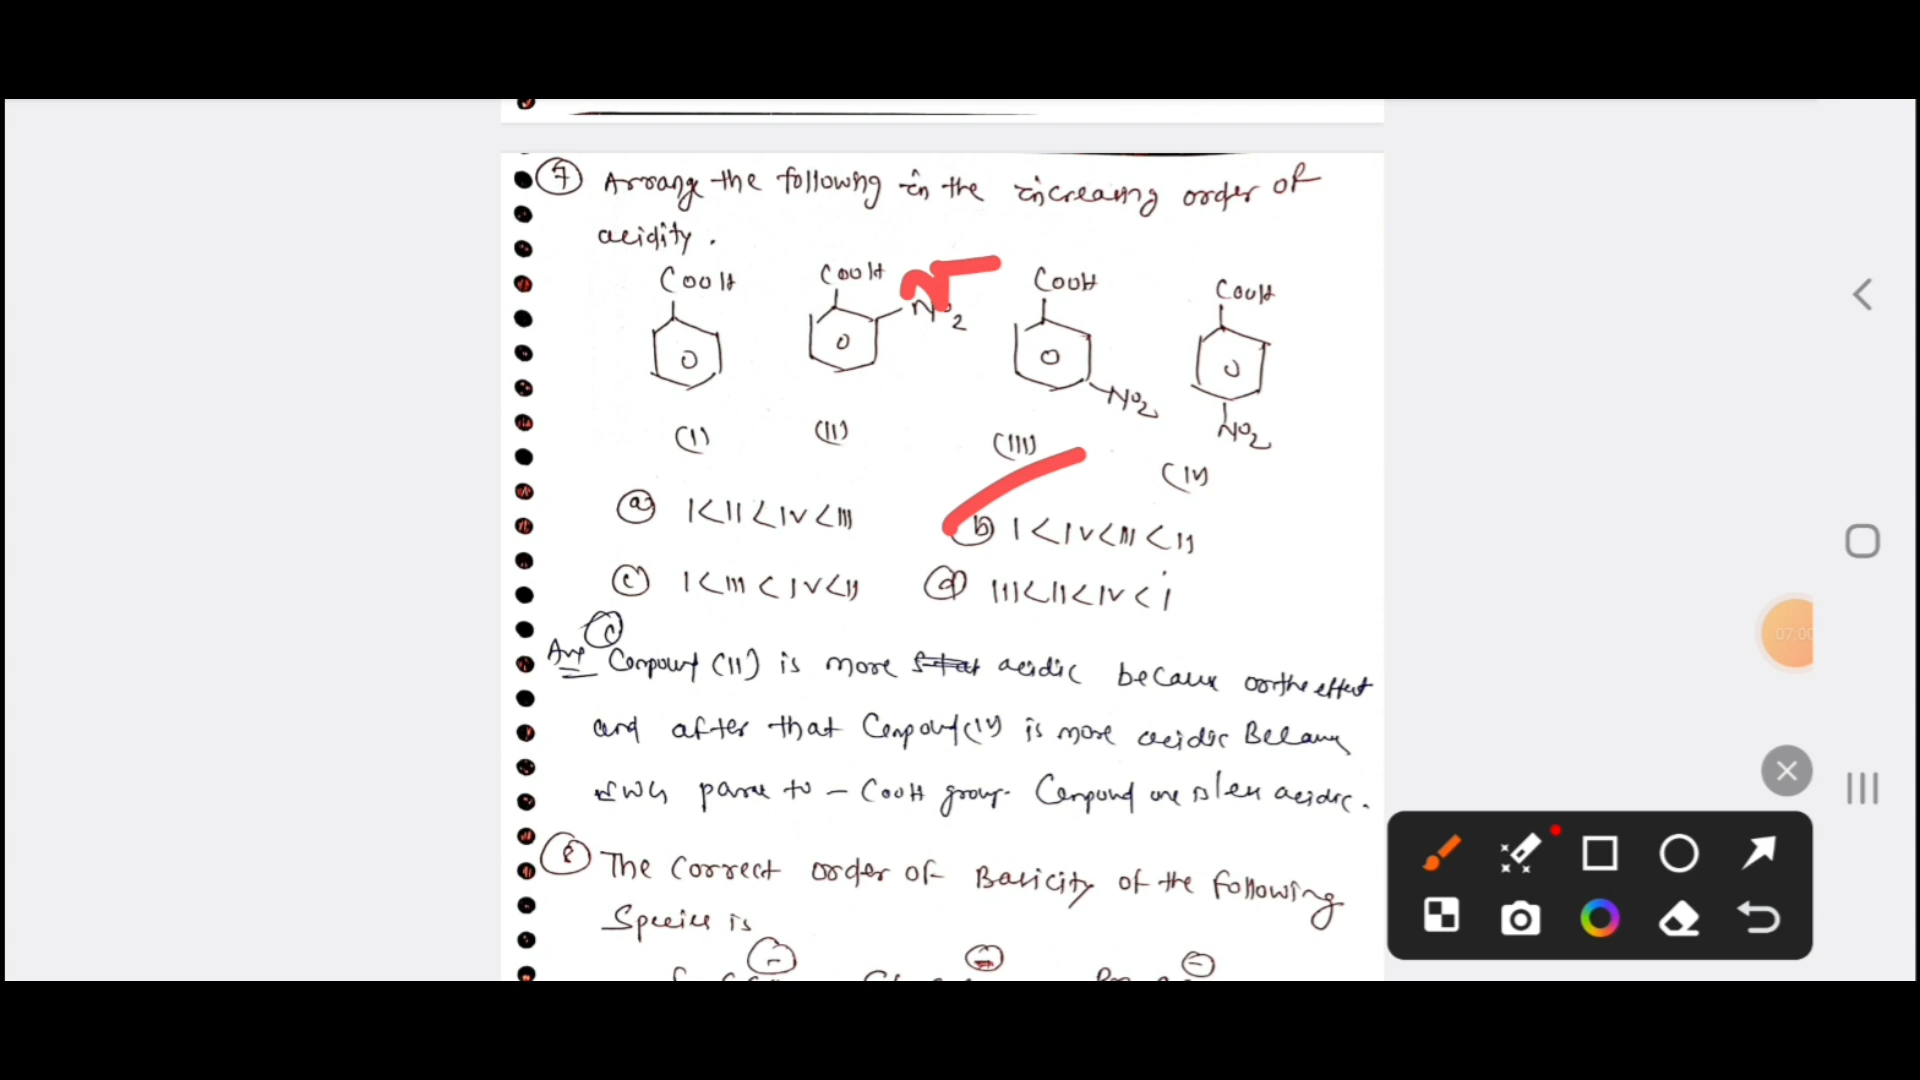 7 Arrange the following in the increasing order of
acidity.
COOH COOH NO2 COOH COOH
NO2 NO2
(I) (II) (III) (IV)
(a) I<II<IV<III (b) I<IV<III<II
(c) I<III<IV<II (d) III<II<IV<i
(c)
Ans Compound (II) is more acidic because ortho effect
and after that Compound (IV) is more acidic Because
EWG para to - COOH group. Compound one is less acidic.
8 The correct order of Basicity of the following
Species is
07:00